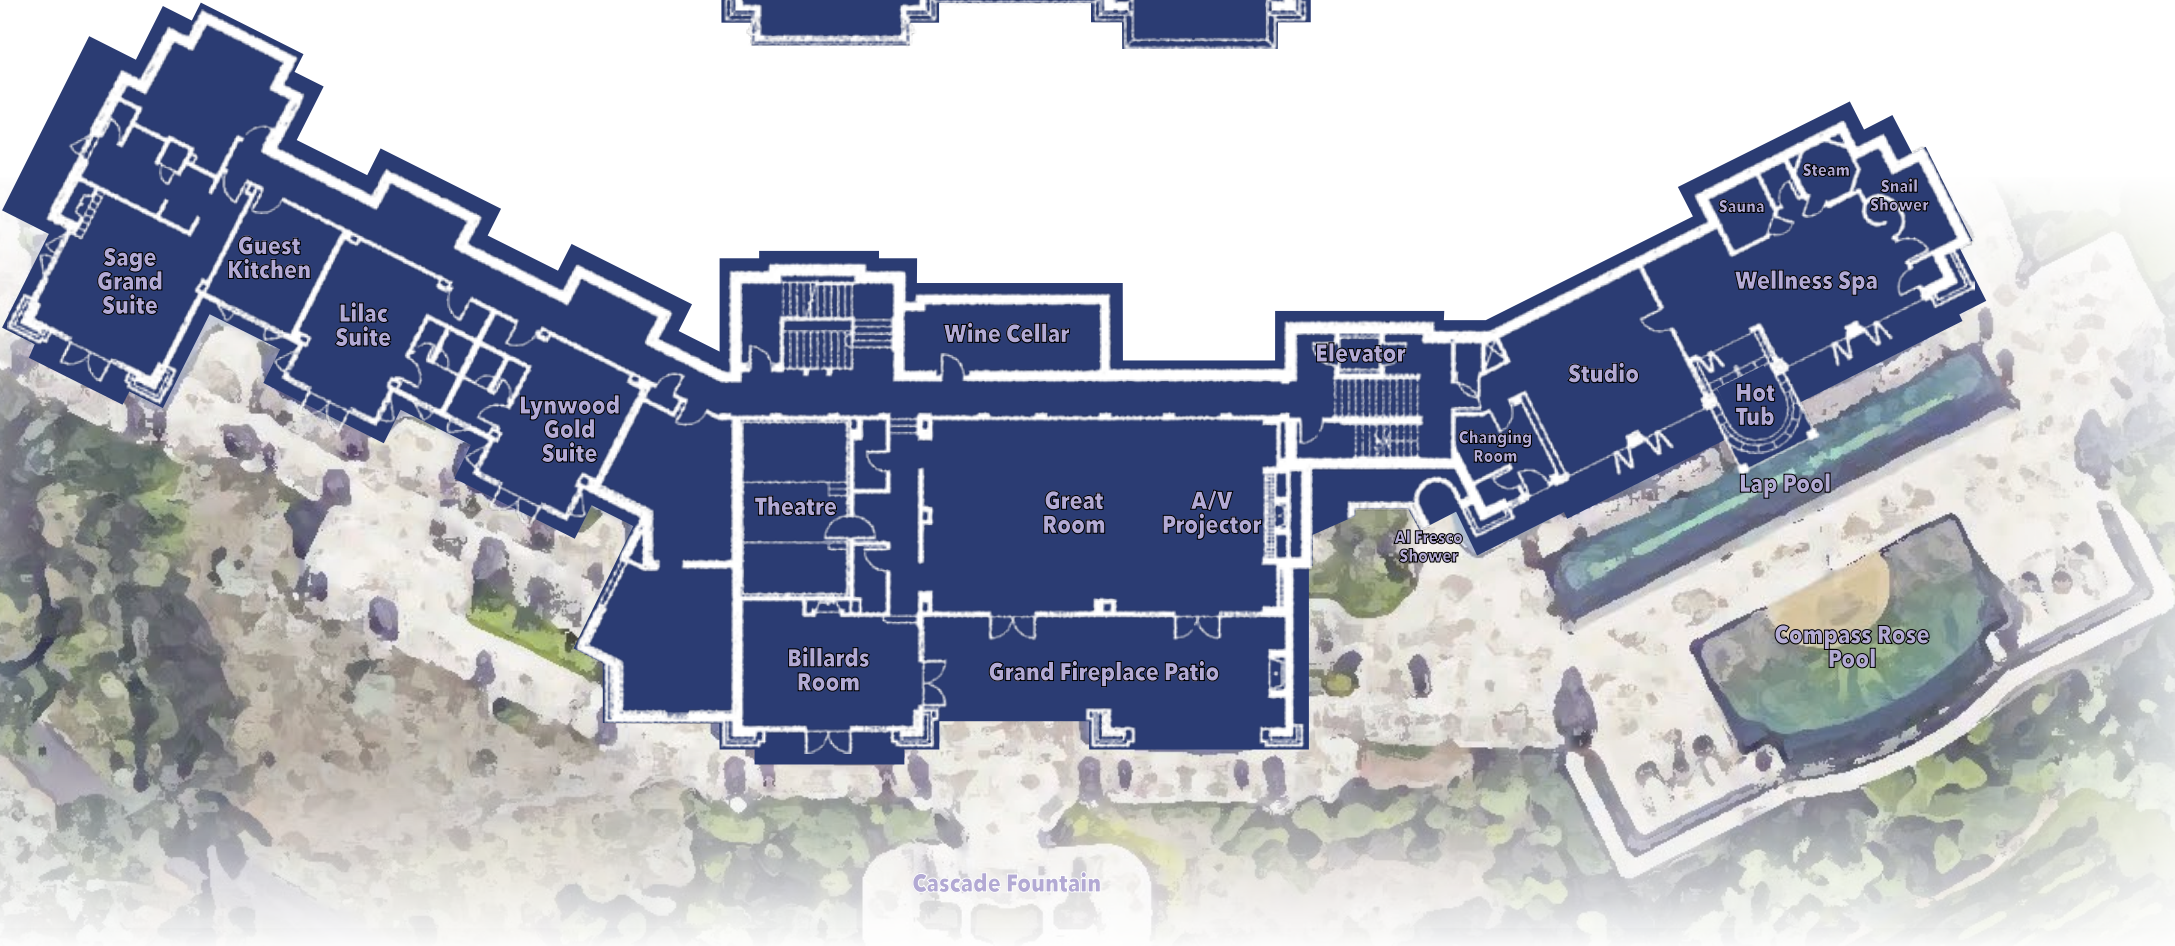 Steam
Snail
Shower
Sauna
Sage
Grand
Suite
Guest
Kitchen
Lilac
Suite
Lynwood
Gold
Suite
Wine Cellar
Elevator
Studio
Wellness Spa
Hot
Tub
Changing
Room
Lap Pool
Theatre
Great
Room
A/V
Projector
Al Fresco
Shower
Billards
Room
Grand Fireplace Patio
Compass Rose
Pool
Cascade Fountain